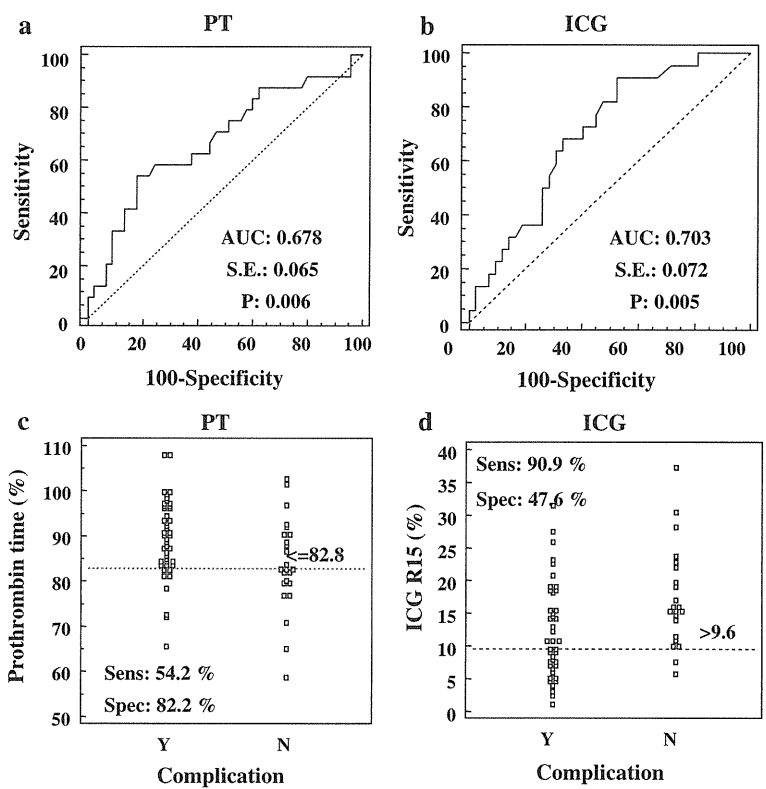 a
PT
100
80
60
40
20
0
Sensitivity
AUC: 0.678
S.E.: 0.065
P: 0.006
0 20 40 60 80 100
100-Specificity
b
ICG
100
80
60
40
20
0
Sensitivity
AUC: 0.703
S.E.: 0.072
P: 0.005
0 20 40 60 80 100
100-Specificity
c
PT
110
100
90
80
70
60
50
Prothrombin time (%)
<=82.8
Sens: 54.2 %
Spec: 82.2 %
Y N
Complication
d
ICG
40
35
30
25
20
15
10
5
0
ICG R15 (%)
Sens: 90.9 %
Spec: 47.6 %
>9.6
Y N
Complication